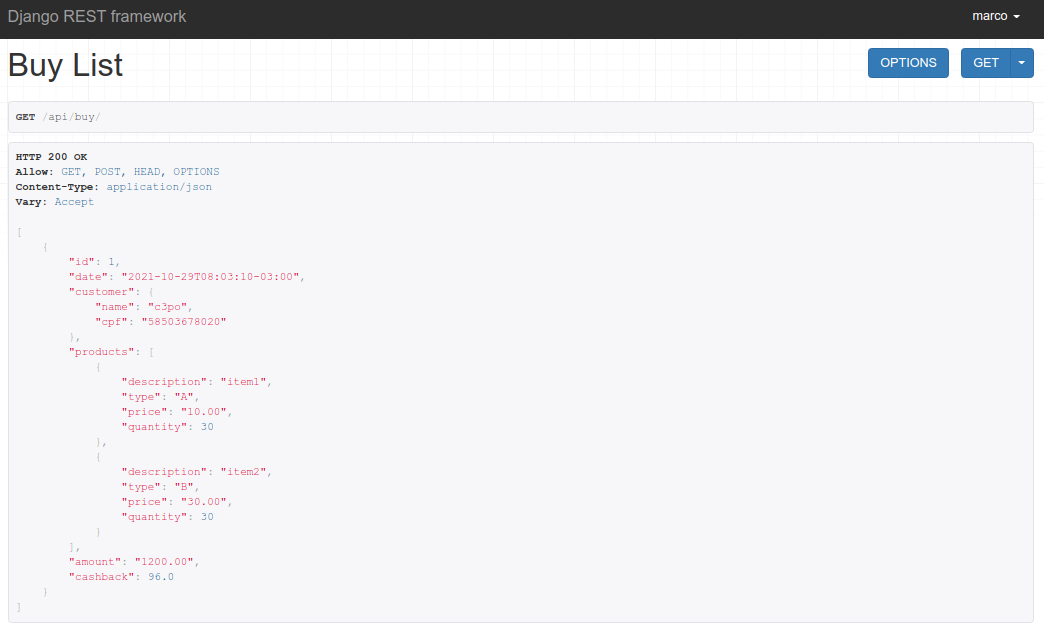 Django REST framework
marco
Buy List
OPTIONS
GET
GET /api/buy/
HTTP 200 OK
Allow: GET, POST, HEAD, OPTIONS
Content-Type: application/json
Vary: Accept
[
    {
        "id": 1,
        "date": "2021-10-29T08:03:10-03:00",
        "customer": {
            "name": "c3po",
            "cpf": "58503678020"
        },
        "products": [
            {
                "description": "item1",
                "type": "A",
                "price": "10.00",
                "quantity": 30
            },
            {
                "description": "item2",
                "type": "B",
                "price": "30.00",
                "quantity": 30
            }
        ],
        "amount": "1200.00",
        "cashback": 96.0
    }
]